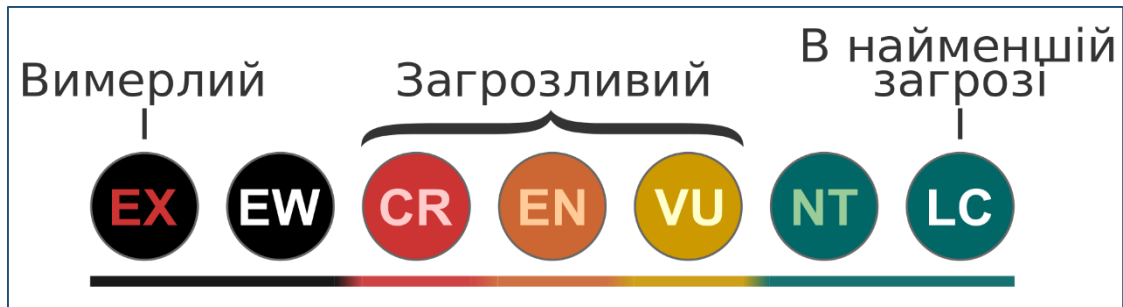 Вимерлий
Загрозливий
В найменшій
загрозі
EX EW CR EN VU NT LC